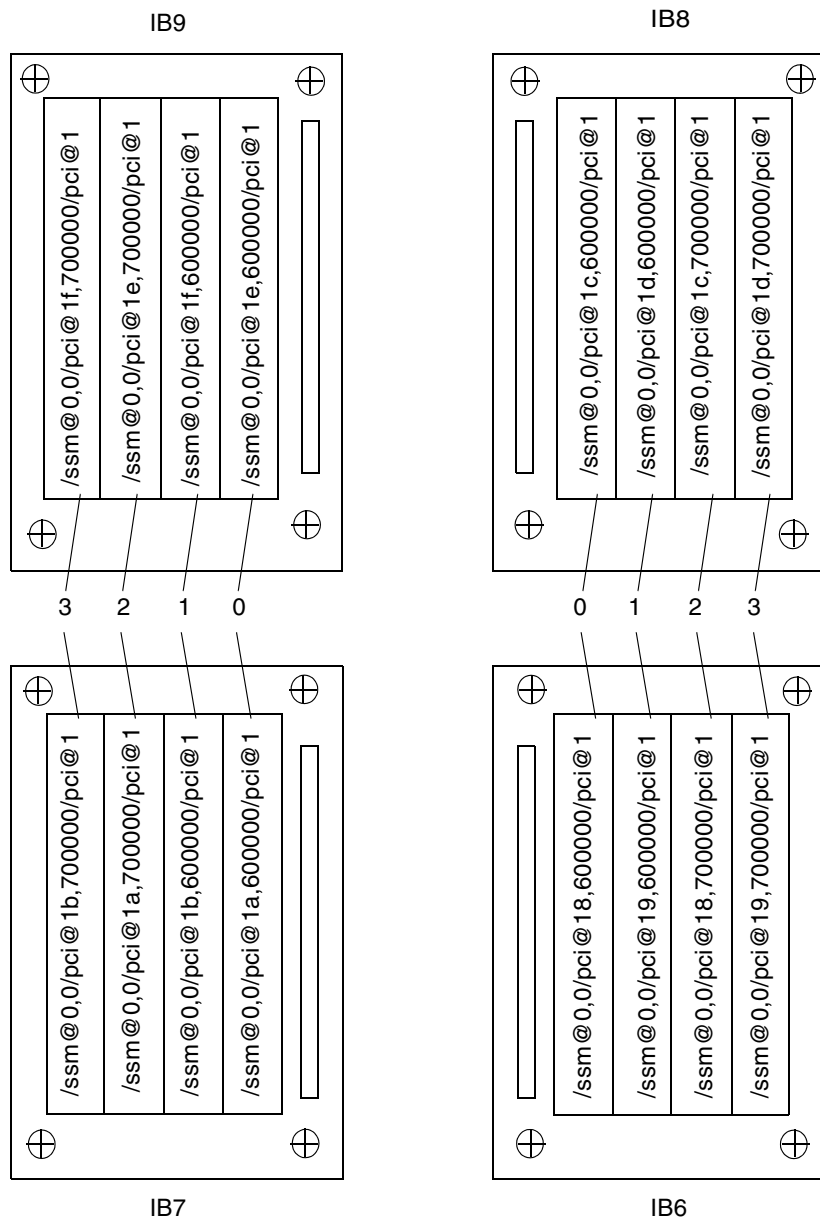 IB9
IB8
/ssm@0,0/pci@1f,700000/pci@1
/ssm@0,0/pci@1e,700000/pci@1
/ssm@0,0/pci@1f,600000/pci@1
/ssm@0,0/pci@1e,600000/pci@1
/ssm@0,0/pci@1c,600000/pci@1
/ssm@0,0/pci@1d,600000/pci@1
/ssm@0,0/pci@1c,700000/pci@1
/ssm@0,0/pci@1d,700000/pci@1
3 2 1 0
0 1 2 3
/ssm@0,0/pci@1b,700000/pci@1
/ssm@0,0/pci@1a,700000/pci@1
/ssm@0,0/pci@1b,600000/pci@1
/ssm@0,0/pci@1a,600000/pci@1
/ssm@0,0/pci@18,600000/pci@1
/ssm@0,0/pci@19,600000/pci@1
/ssm@0,0/pci@18,700000/pci@1
/ssm@0,0/pci@19,700000/pci@1
IB7
IB6